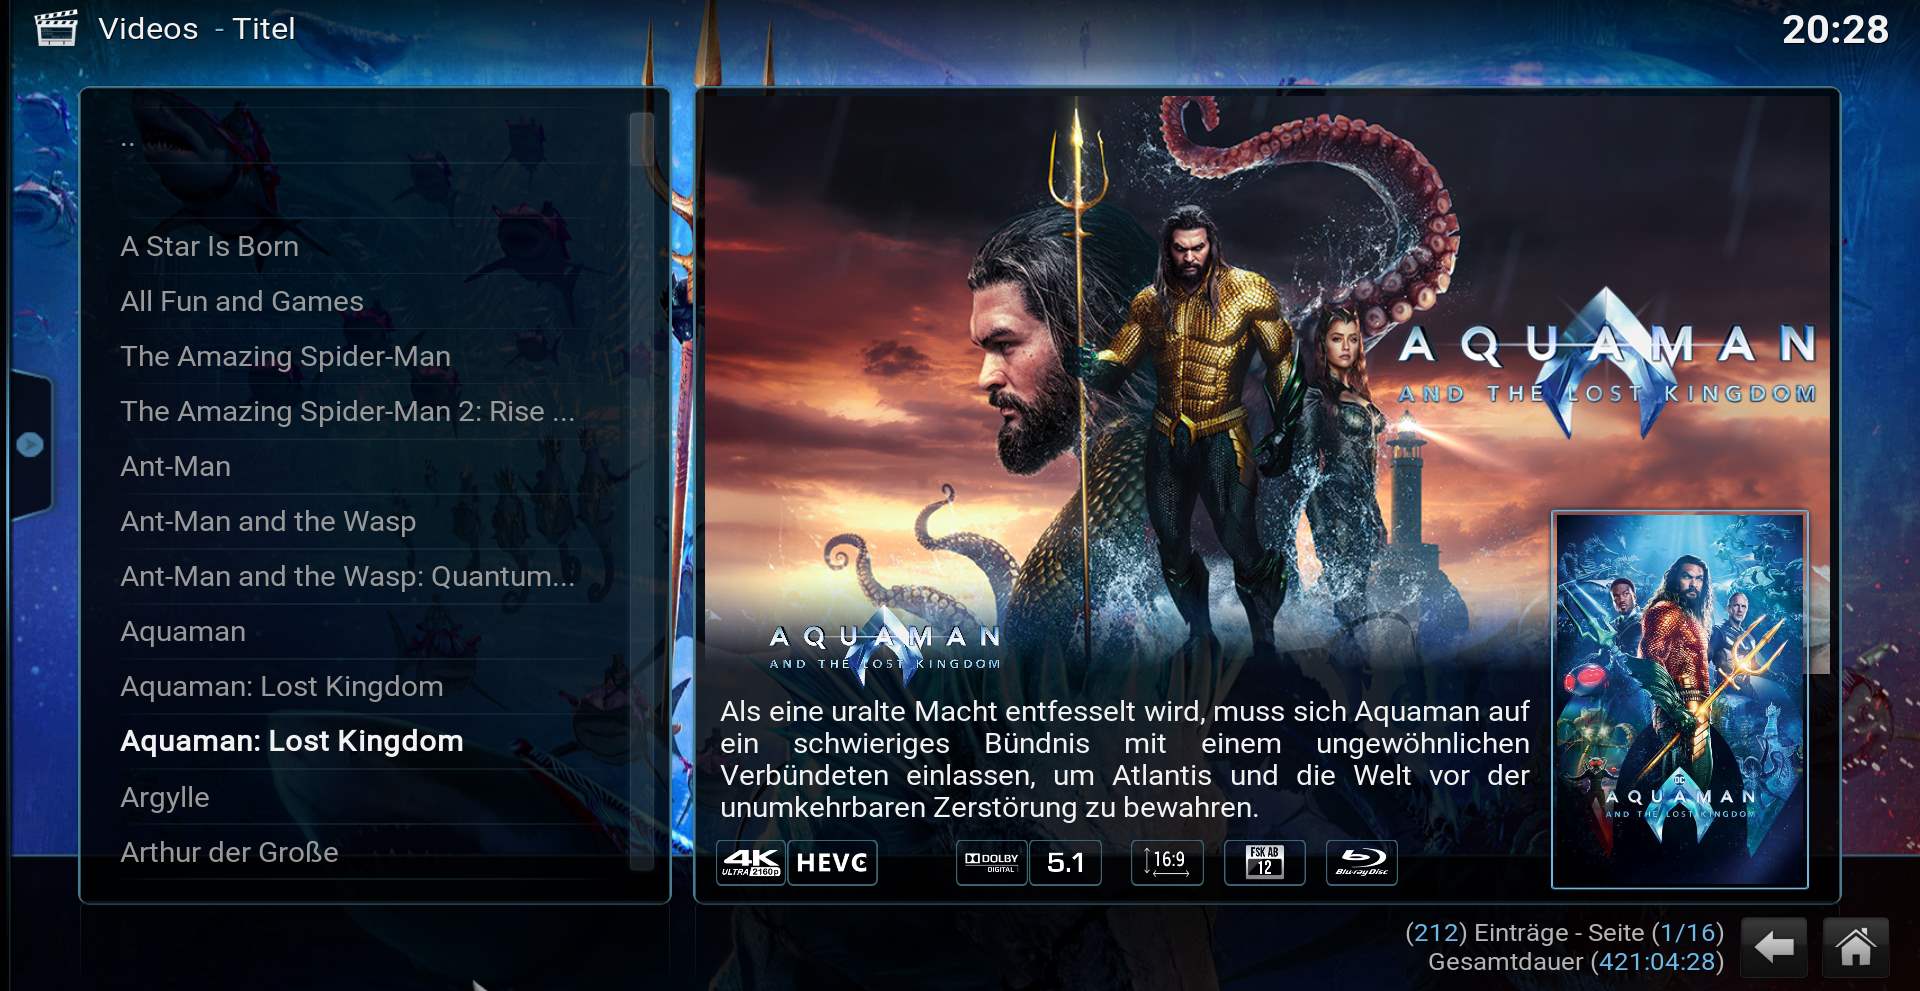 Videos - Titel
20:28
..
A Star Is Born
All Fun and Games
The Amazing Spider-Man
The Amazing Spider-Man 2: Rise ...
Ant-Man
Ant-Man and the Wasp
Ant-Man and the Wasp: Quantum...
Aquaman
Aquaman: Lost Kingdom
Aquaman: Lost Kingdom
Argylle
Arthur der Große
AQUAMAN
AND THE LOST KINGDOM
AQUAMAN
AND THE LOST KINGDOM
Als eine uralte Macht entfesselt wird, muss sich Aquaman auf
ein schwieriges Bündnis mit einem ungewöhnlichen
Verbündeten einlassen, um Atlantis und die Welt vor der
unumkehrbaren Zerstörung zu bewahren.
DC
AQUAMAN
AND THE LOST KINGDOM
4K
ULTRA 2160p
HEVC
DOLBY
DIGITAL
5.1
16:9
FSK AB
12
Blu-ray Disc
(212) Einträge - Seite (1/16)
Gesamtdauer (421:04:28)